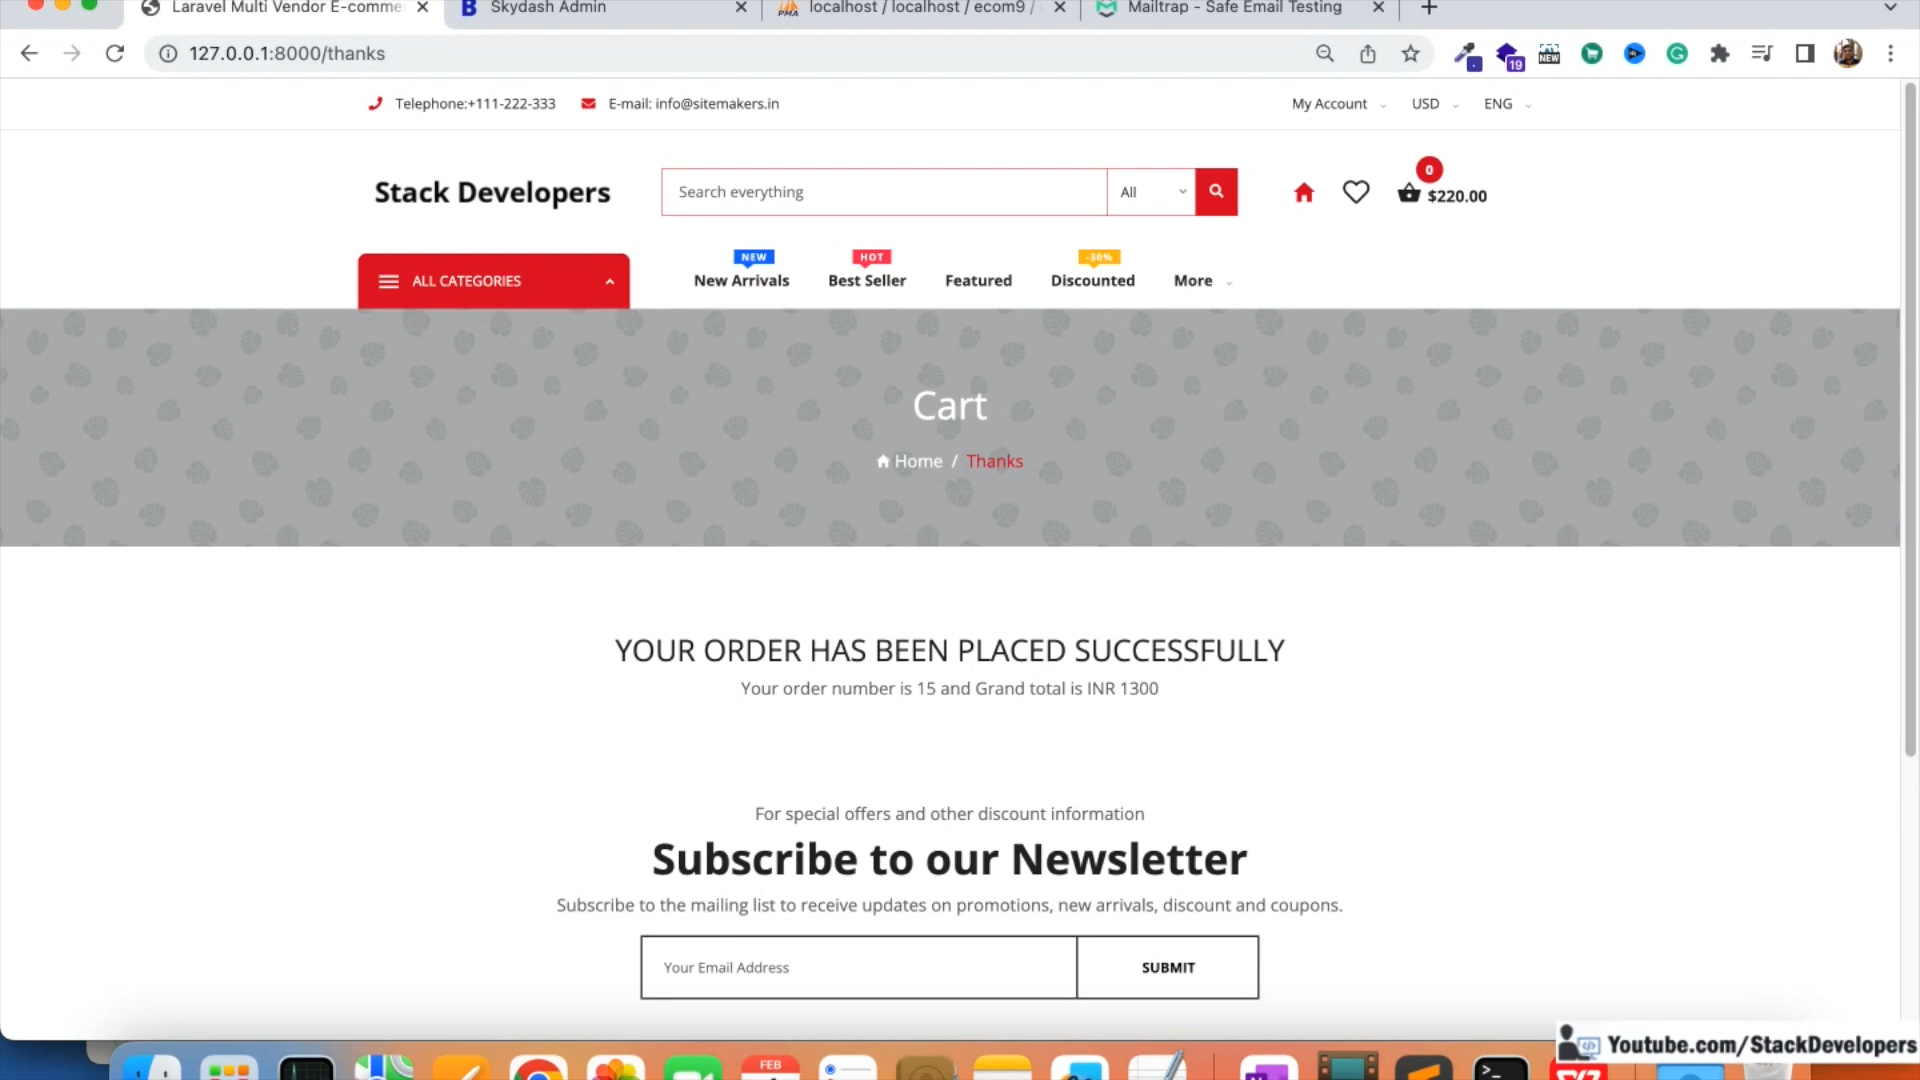 Laravel Multi Vendor E-comme
Skydash Admin
localhost / localhost / ecom9 /
Mailtrap - Safe Email Testing
127.0.0.1:8000/thanks
19
NEW
Telephone:+111-222-333
E-mail: info@sitemakers.in
My Account
USD
ENG
Stack Developers
Search everything
All
0
$220.00
ALL CATEGORIES
NEW
New Arrivals
HOT
Best Seller
Featured
-30%
Discounted
More
Cart
Home / Thanks
YOUR ORDER HAS BEEN PLACED SUCCESSFULLY
Your order number is 15 and Grand total is INR 1300
For special offers and other discount information
Subscribe to our Newsletter
Subscribe to the mailing list to receive updates on promotions, new arrivals, discount and coupons.
Your Email Address
SUBMIT
FEB
Youtube.com/StackDevelopers